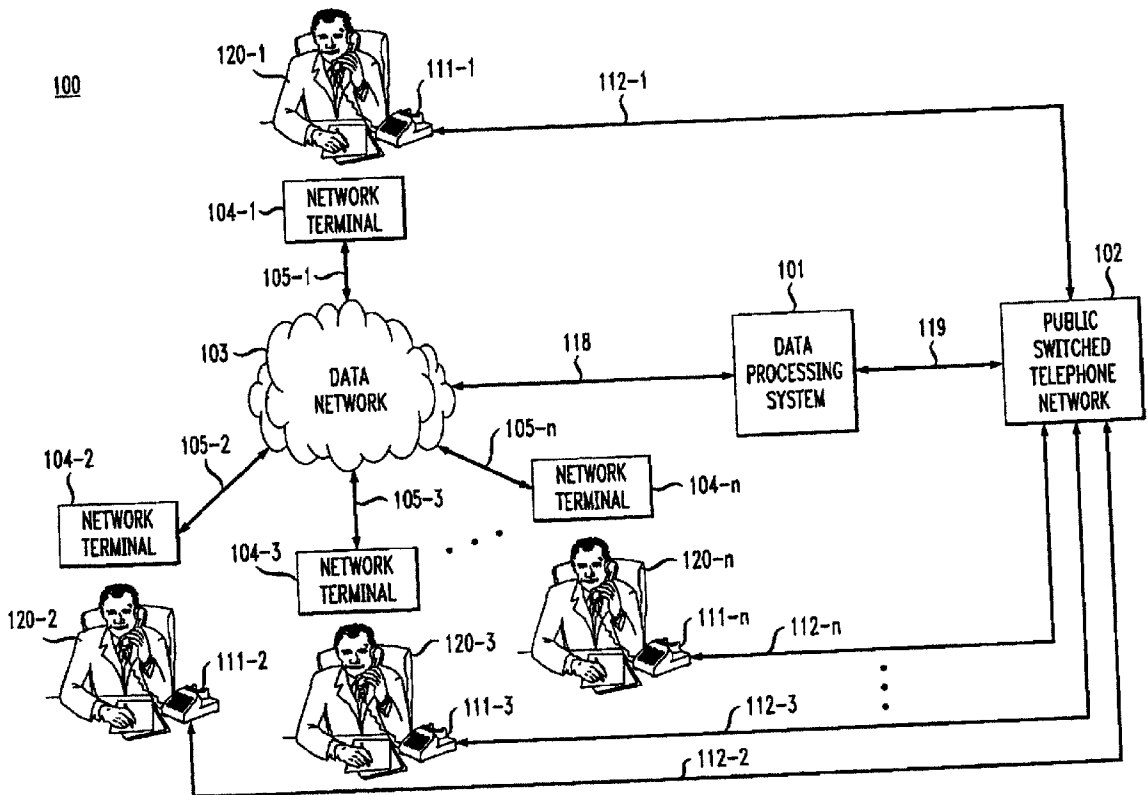 100
120-1
111-1
112-1
104-1
NETWORK
TERMINAL
105-1
103
DATA
NETWORK
118
101
DATA
PROCESSING
SYSTEM
119
102
PUBLIC
SWITCHED
TELEPHONE
NETWORK
105-2
104-2
NETWORK
TERMINAL
105-3
104-3
NETWORK
TERMINAL
105-n
NETWORK
TERMINAL
104-n
120-2
111-2
120-3
111-3
120-n
111-n
112-n
112-3
112-2